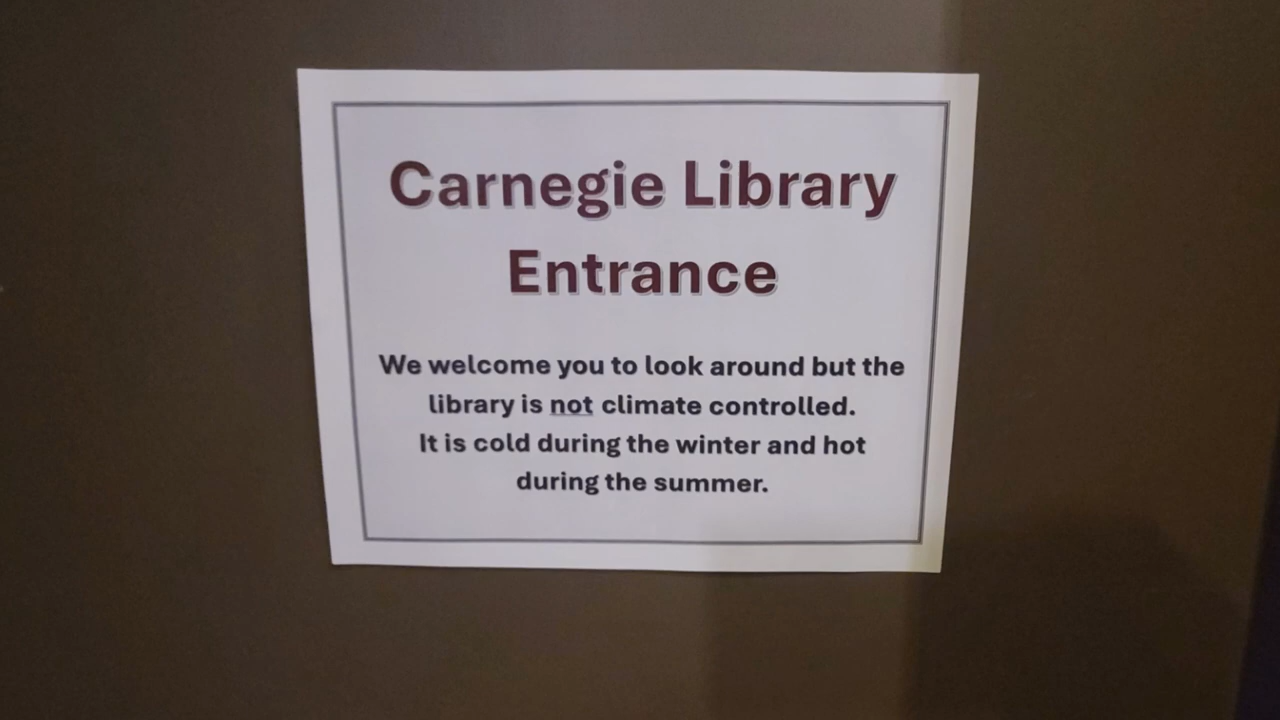 Carnegie Library
Entrance
We welcome you to look around but the
library is not climate controlled.
It is cold during the winter and hot
during the summer.